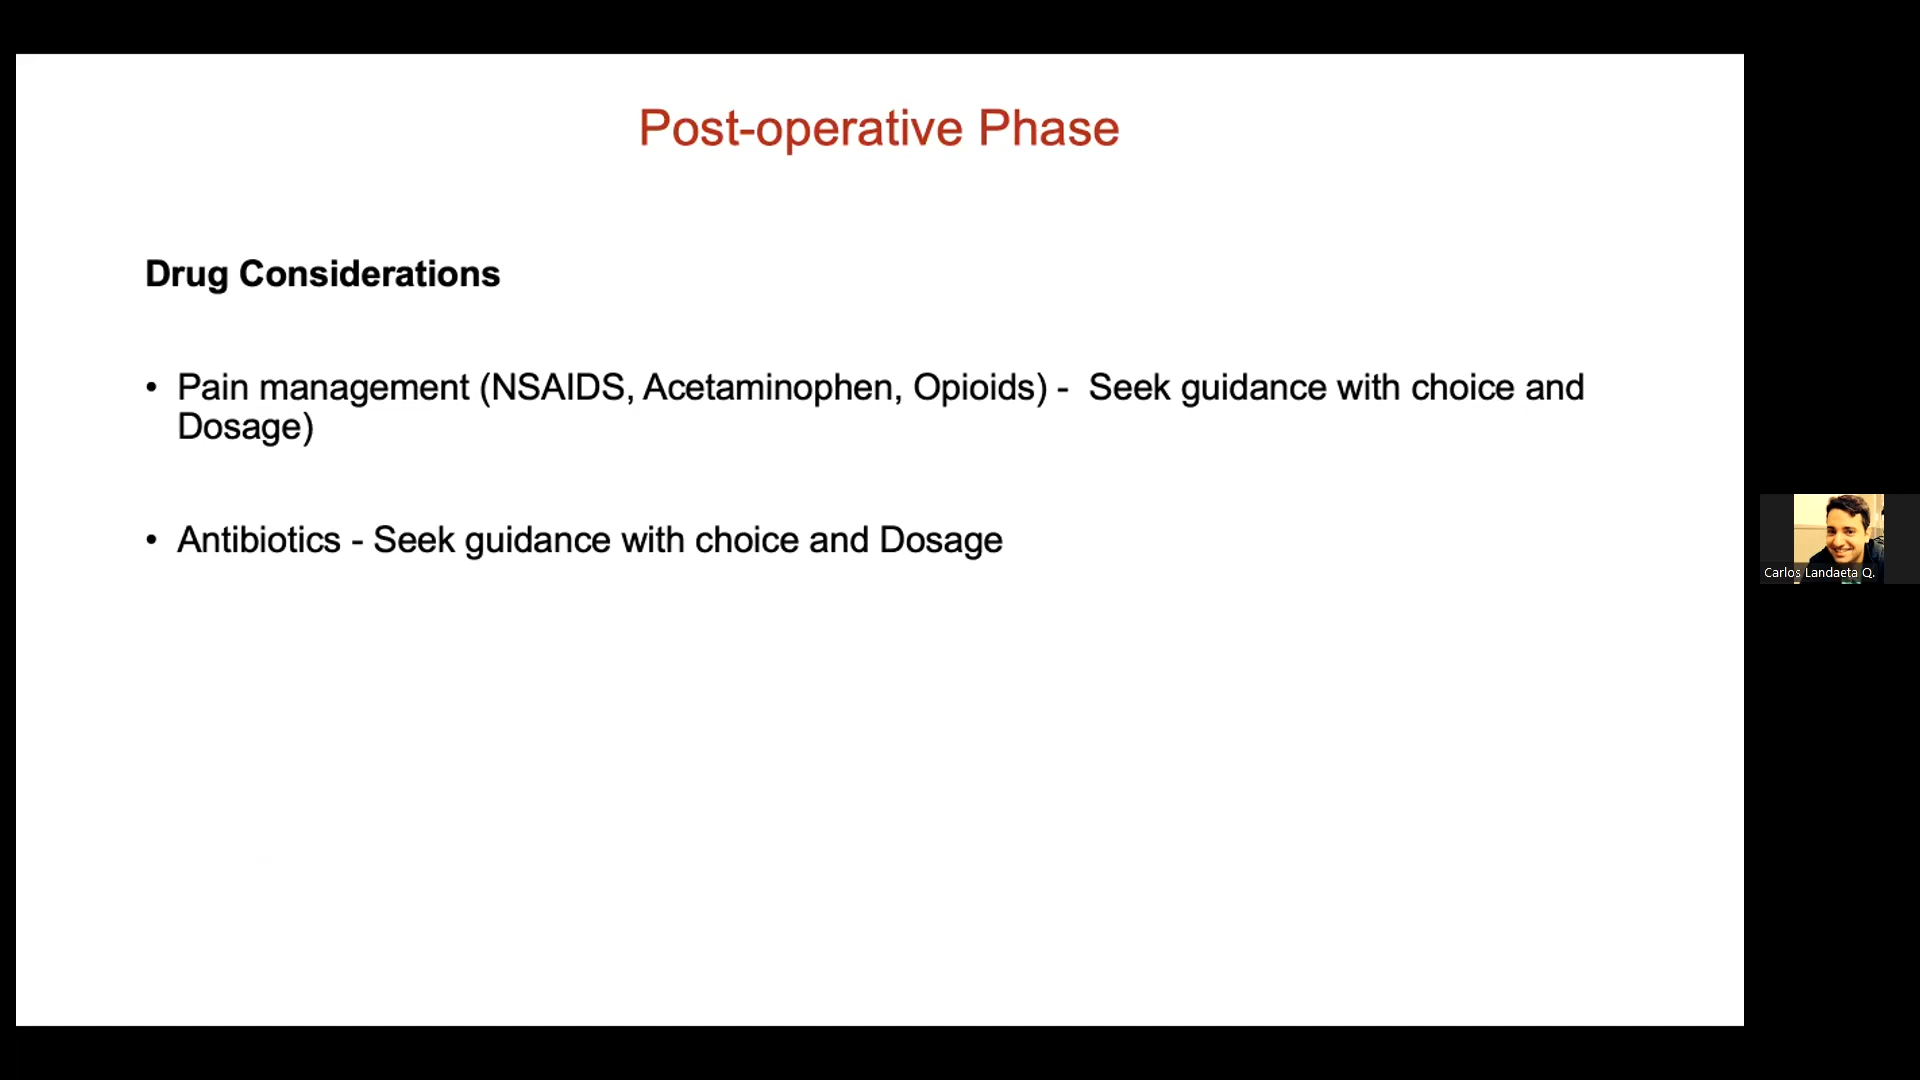 Post-operative Phase
Drug Considerations
• Pain management (NSAIDS, Acetaminophen, Opioids) -  Seek guidance with choice and
Dosage)
• Antibiotics - Seek guidance with choice and Dosage
Carlos Landaeta Q.